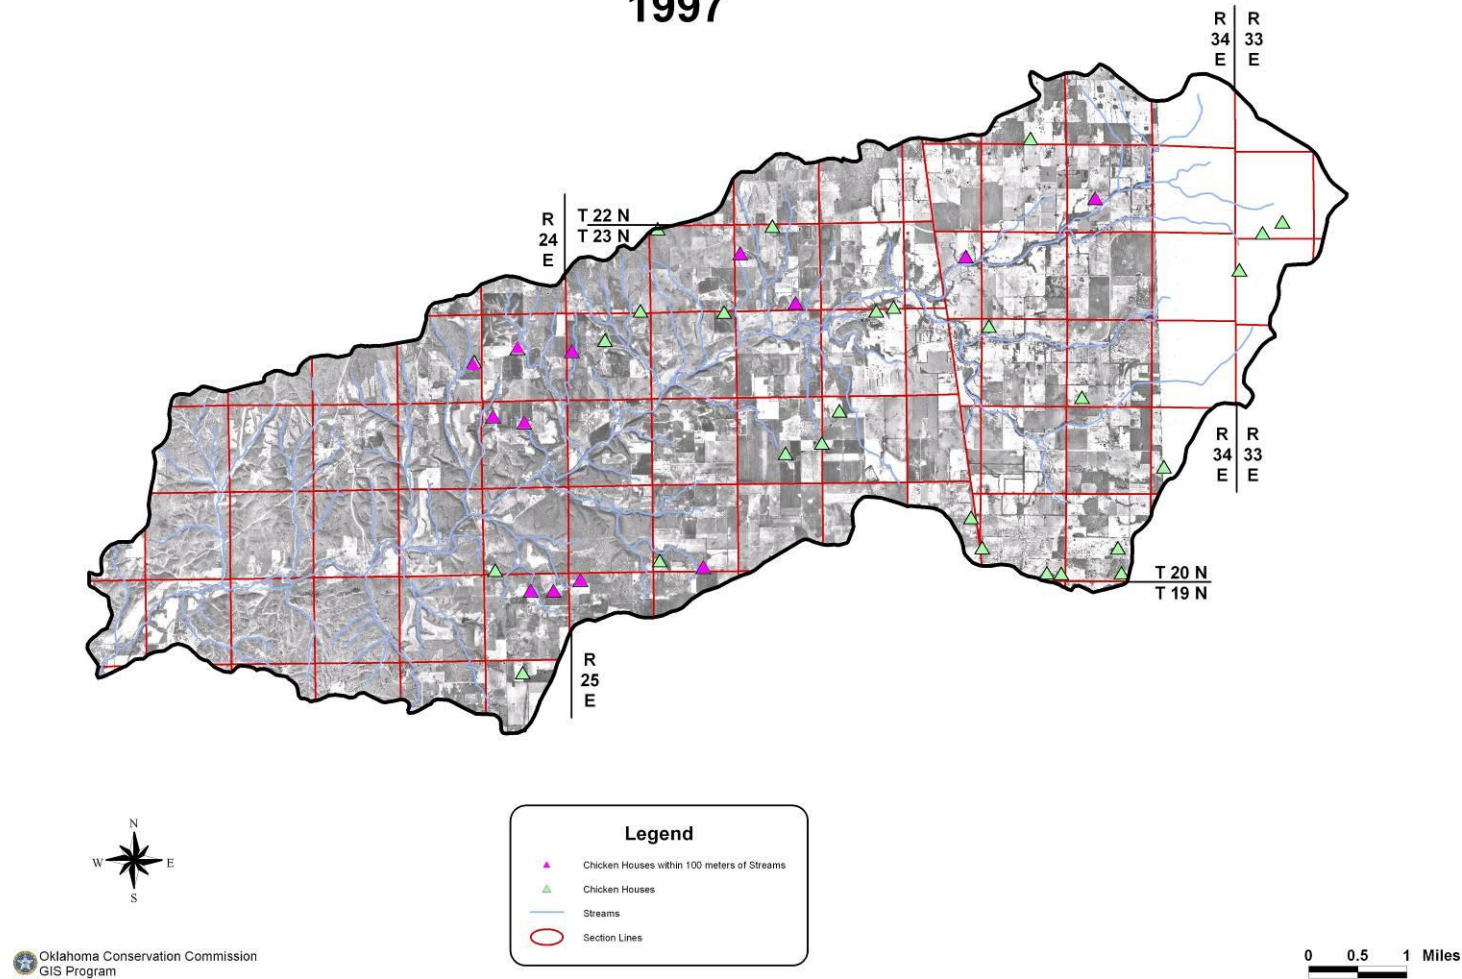 1997
R
34
E
R
33
E
R
24
E
T 22 N
T 23 N
R
34
E
R
33
E
T 20 N
T 19 N
R
25
E
N
W
E
S
Legend
Chicken Houses within 100 meters of Streams
Chicken Houses
Streams
Section Lines
Oklahoma Conservation Commission
GIS Program
0 0.5 1 Miles